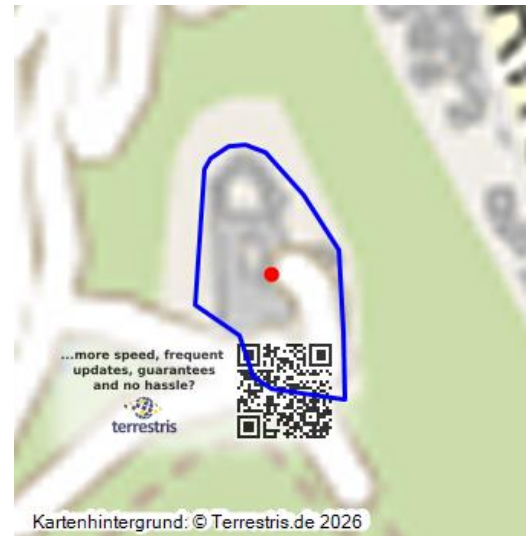 ...more speed, frequent
updates, guarantees
and no hassle?
terrestris
Kartenhintergrund: © Terrestris.de 2026